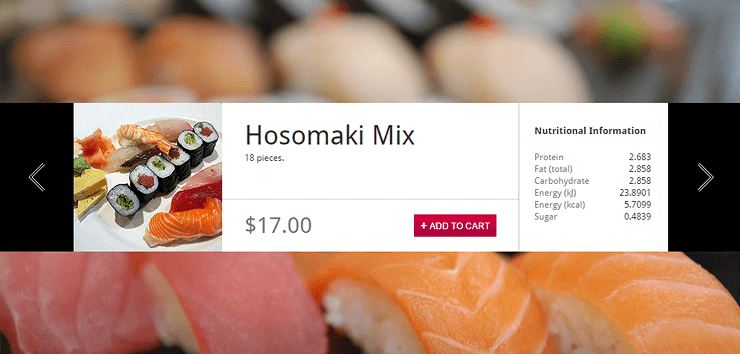 Hosomaki Mix
18 pieces.
$17.00
+ ADD TO CART
Nutritional Information
Protein 2.683
Fat (total) 2.858
Carbohydrate 2.858
Energy (kJ) 23.8901
Energy (kcal) 5.7099
Sugar 0.4839